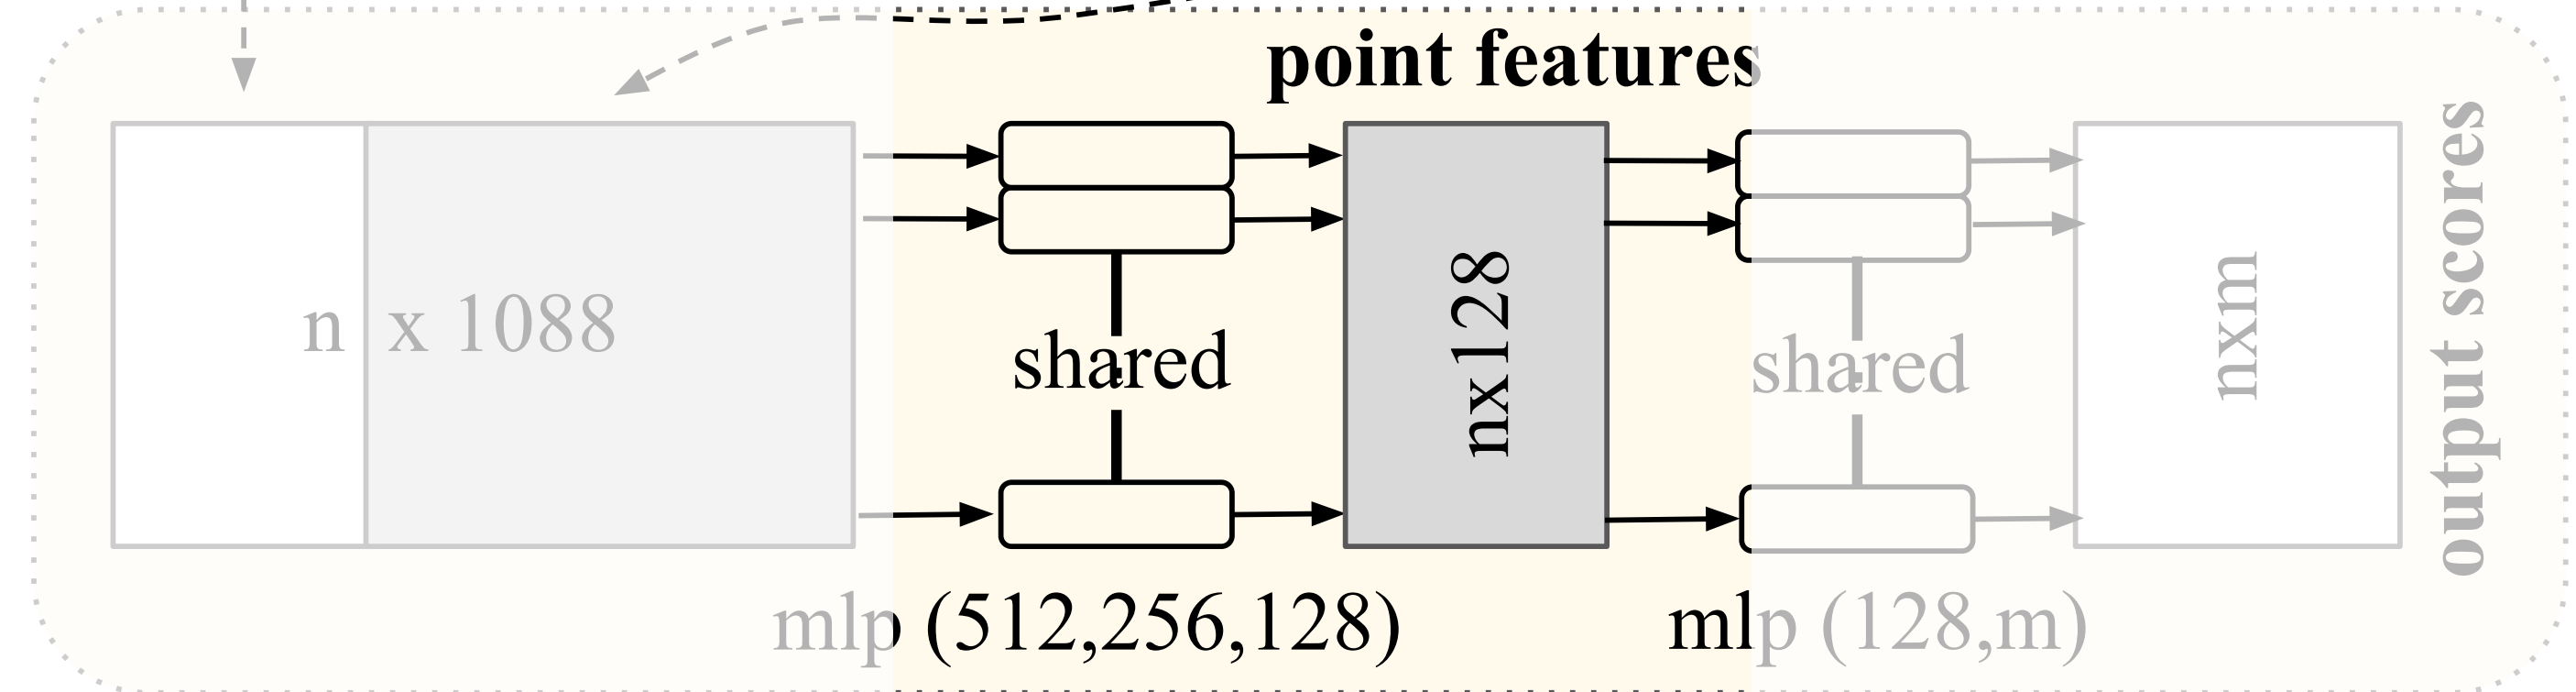 point features
n x 1088
shared
nx128
shared
nxm
output scores
mlp (512,256,128)
mlp (128,m)